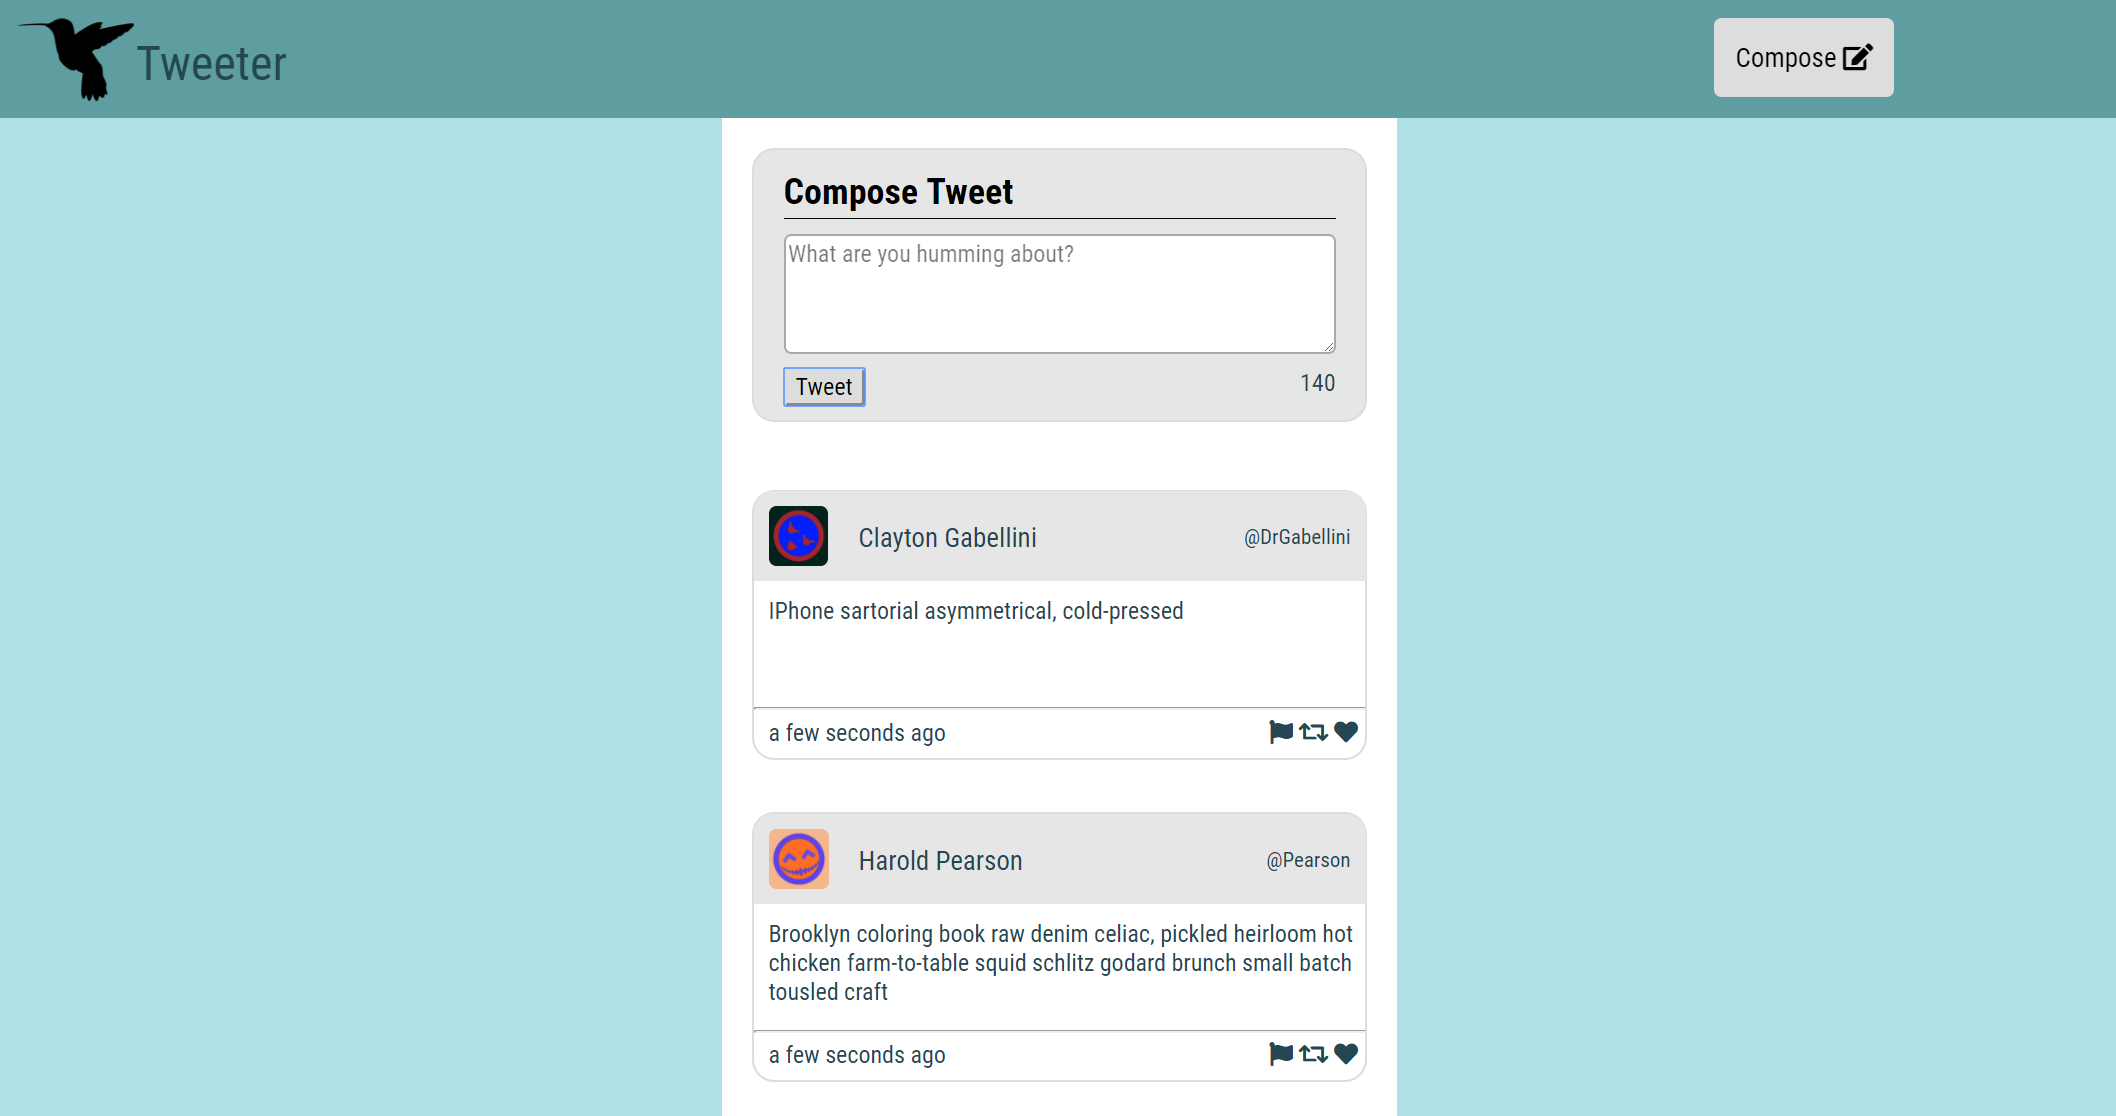 Tweeter
Compose
Compose Tweet
What are you humming about?
Tweet
140
Clayton Gabellini
@DrGabellini
IPhone sartorial asymmetrical, cold-pressed
a few seconds ago
Harold Pearson
@Pearson
Brooklyn coloring book raw denim celiac, pickled heirloom hot
chicken farm-to-table squid schlitz godard brunch small batch
tousled craft
a few seconds ago